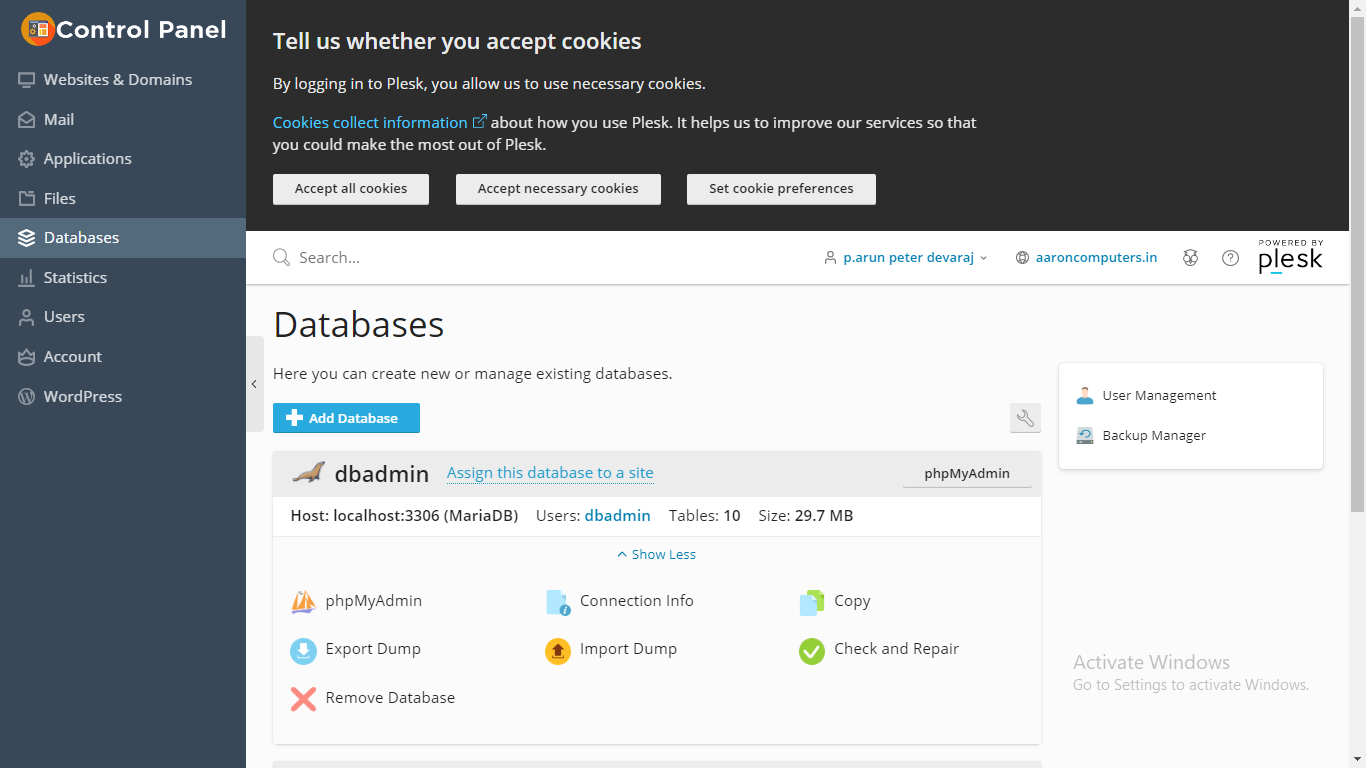 Control Panel
Websites & Domains
Mail
Applications
Files
Databases
Statistics
Users
Account
WordPress
Tell us whether you accept cookies
By logging in to Plesk, you allow us to use necessary cookies.
Cookies collect information about how you use Plesk. It helps us to improve our services so that
you could make the most out of Plesk.
Accept all cookies Accept necessary cookies Set cookie preferences
Search... p.arun peter devaraj aaroncomputers.in POWERED BY
plesk
Databases
Here you can create new or manage existing databases.
Add Database
User Management
Backup Manager
dbadmin Assign this database to a site phpMyAdmin
Host: localhost:3306 (MariaDB) Users: dbadmin Tables: 10 Size: 29.7 MB
Show Less
phpMyAdmin Connection Info Copy
Export Dump Import Dump Check and Repair
Remove Database
Activate Windows
Go to Settings to activate Windows.